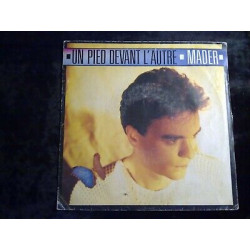 UN PIED DEVANT L'AUTRE ▪ MADER ▪